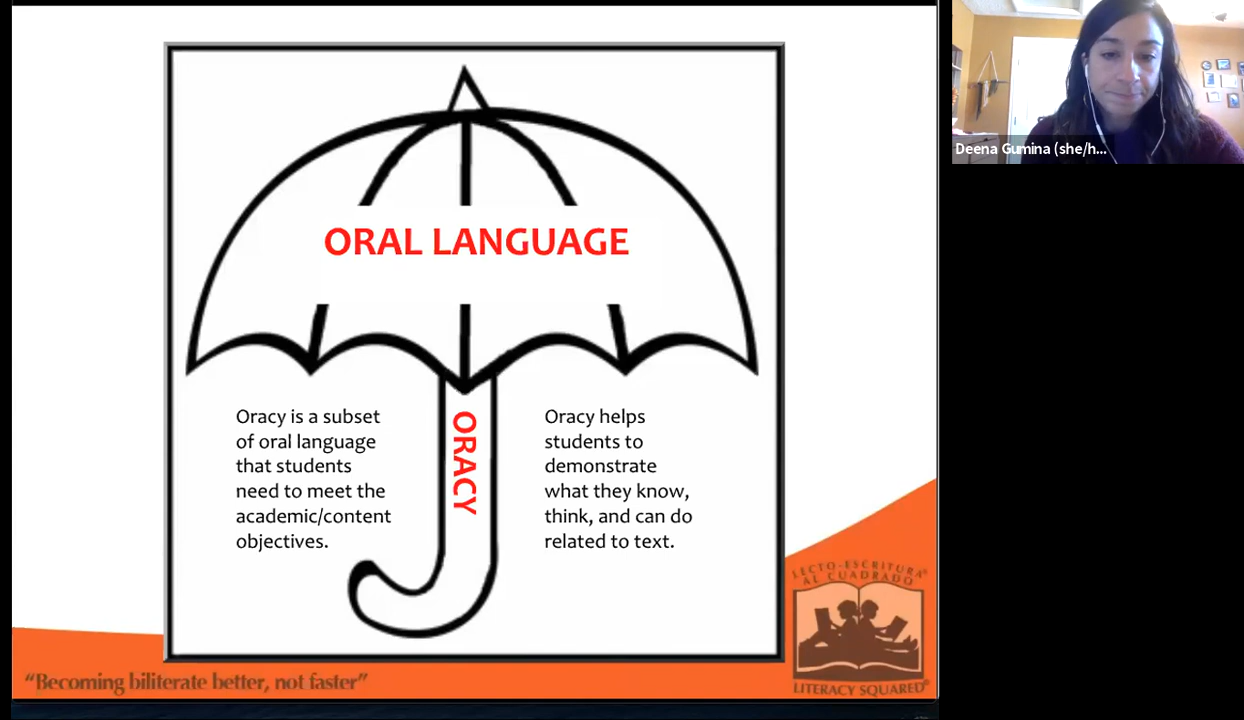 ORAL LANGUAGE
ORACY
Oracy is a subset
of oral language
that students
need to meet the
academic/content
objectives.
Oracy helps
students to
demonstrate
what they know,
think, and can do
related to text.
"Becoming biliterate better, not faster"
LECTO-ESCRITURA®
AL CUADRADO
LITERACY SQUARED®
Deena Gumina (she/h...